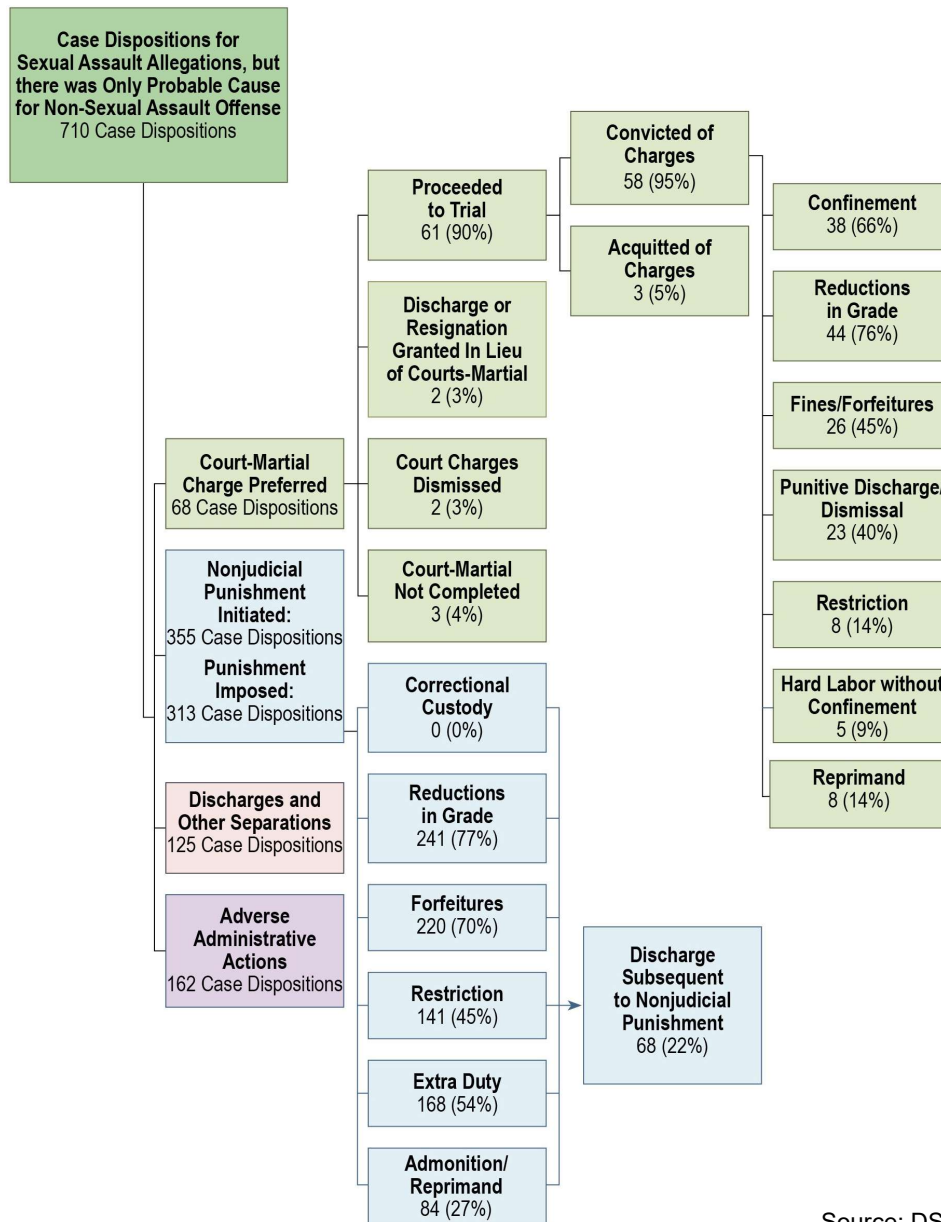 Case Dispositions for
Sexual Assault Allegations, but
there was Only Probable Cause
for Non-Sexual Assault Offense
710 Case Dispositions
Court-Martial
Charge Preferred
68 Case Dispositions
Nonjudicial
Punishment
Initiated:
355 Case Dispositions
Punishment
Imposed:
313 Case Dispositions
Discharges and
Other Separations
125 Case Dispositions
Adverse
Administrative
Actions
162 Case Dispositions
Proceeded
to Trial
61 (90%)
Discharge or
Resignation
Granted In Lieu
of Courts-Martial
2 (3%)
Court Charges
Dismissed
2 (3%)
Court-Martial
Not Completed
3 (4%)
Convicted of
Charges
58 (95%)
Acquitted of
Charges
3 (5%)
Confinement
38 (66%)
Reductions
in Grade
44 (76%)
Fines/Forfeitures
26 (45%)
Punitive Discharge/
Dismissal
23 (40%)
Restriction
8 (14%)
Hard Labor without
Confinement
5 (9%)
Reprimand
8 (14%)
Correctional
Custody
0 (0%)
Reductions
in Grade
241 (77%)
Forfeitures
220 (70%)
Restriction
141 (45%)
Extra Duty
168 (54%)
Admonition/
Reprimand
84 (27%)
Discharge
Subsequent
to Nonjudicial
Punishment
68 (22%)
Source: DS